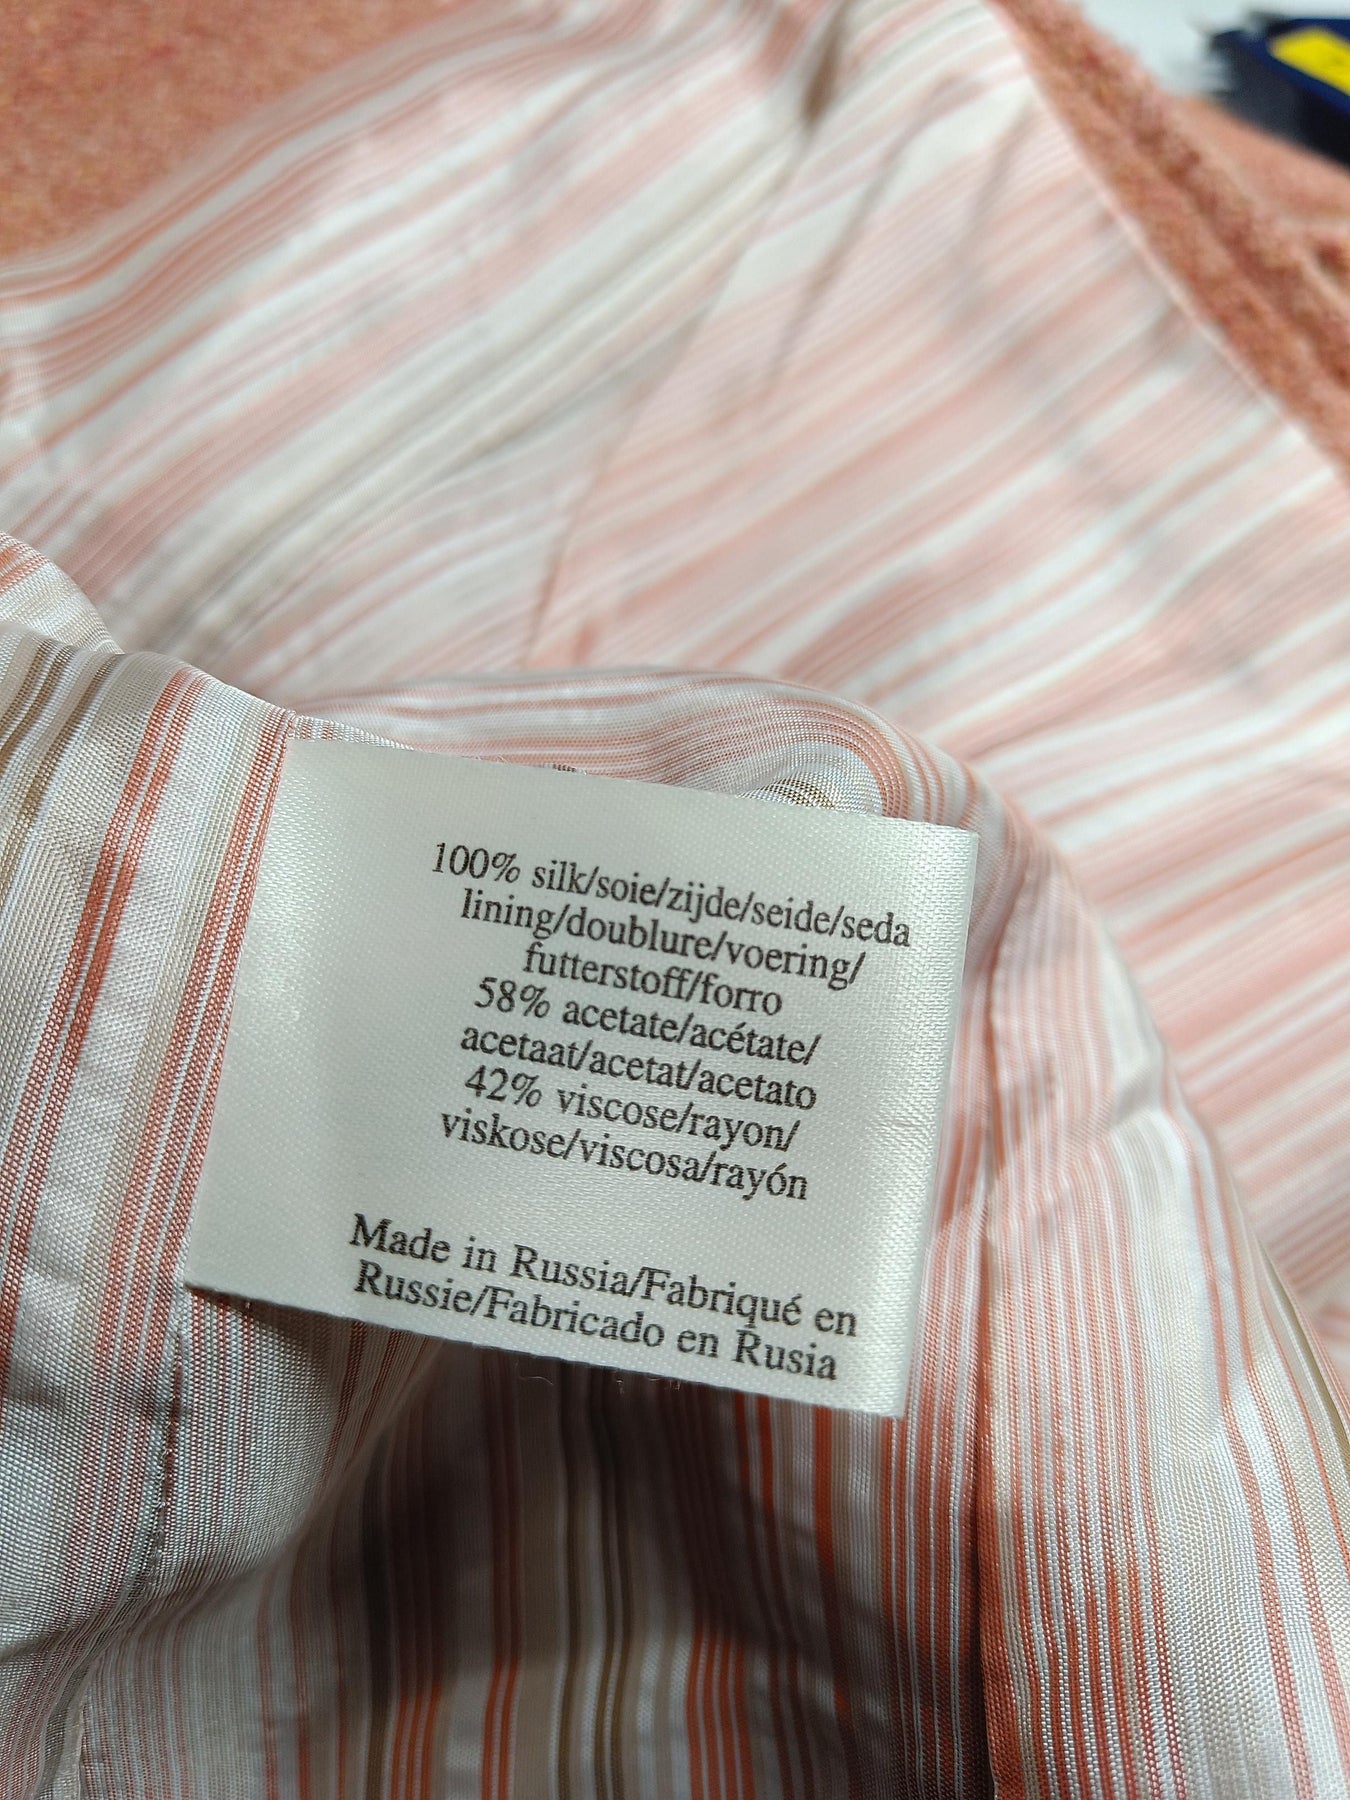 100% silk/soie/zijde/seide/seda
lining/doublure/voering/
futterstoff/forro
58% acetate/acétate/
acetaat/acetat/acetato
42% viscose/rayon/
viskose/viscosa/rayón
Made in Russia/Fabriqué en
Russie/Fabricado en Rusia